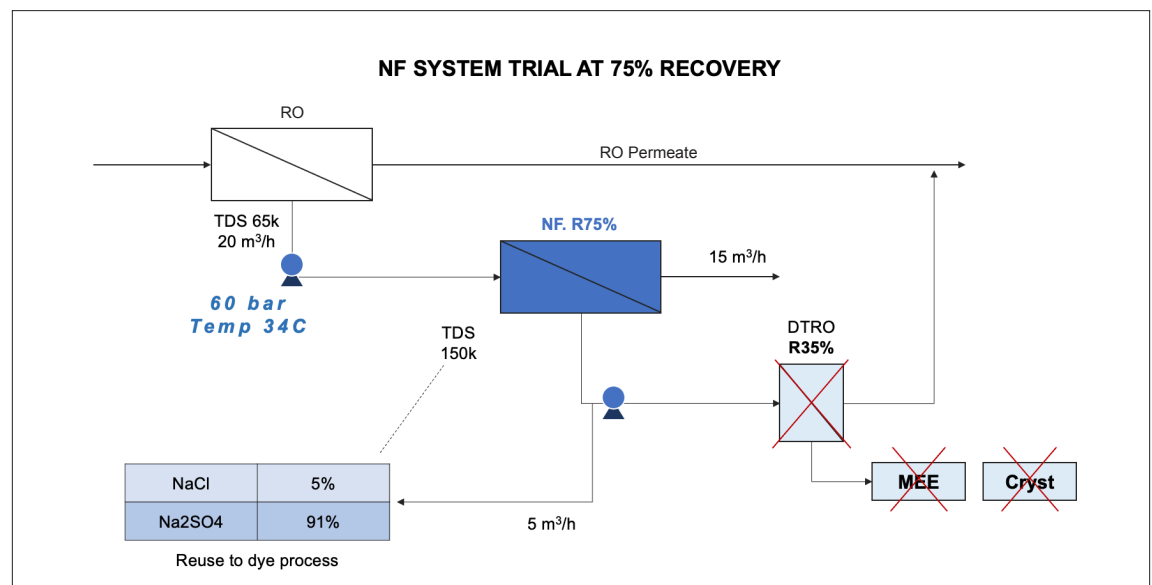 NF SYSTEM TRIAL AT 75% RECOVERY
RO
RO Permeate
TDS 65k
20 m³/h
NF. R75%
15 m³/h
60 bar
Temp 34C
TDS
150k
DTRO
R35%
MEE
Cryst
NaCl 5%
Na2SO4 91%
5 m³/h
Reuse to dye process